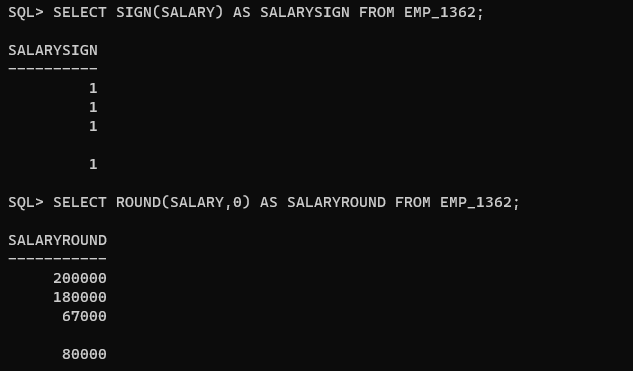 SQL> SELECT SIGN(SALARY) AS SALARYSIGN FROM EMP_1362;
SALARYSIGN
----------
1
1
1
1
SQL> SELECT ROUND(SALARY,0) AS SALARYROUND FROM EMP_1362;
SALARYROUND
-----------
200000
180000
67000
80000